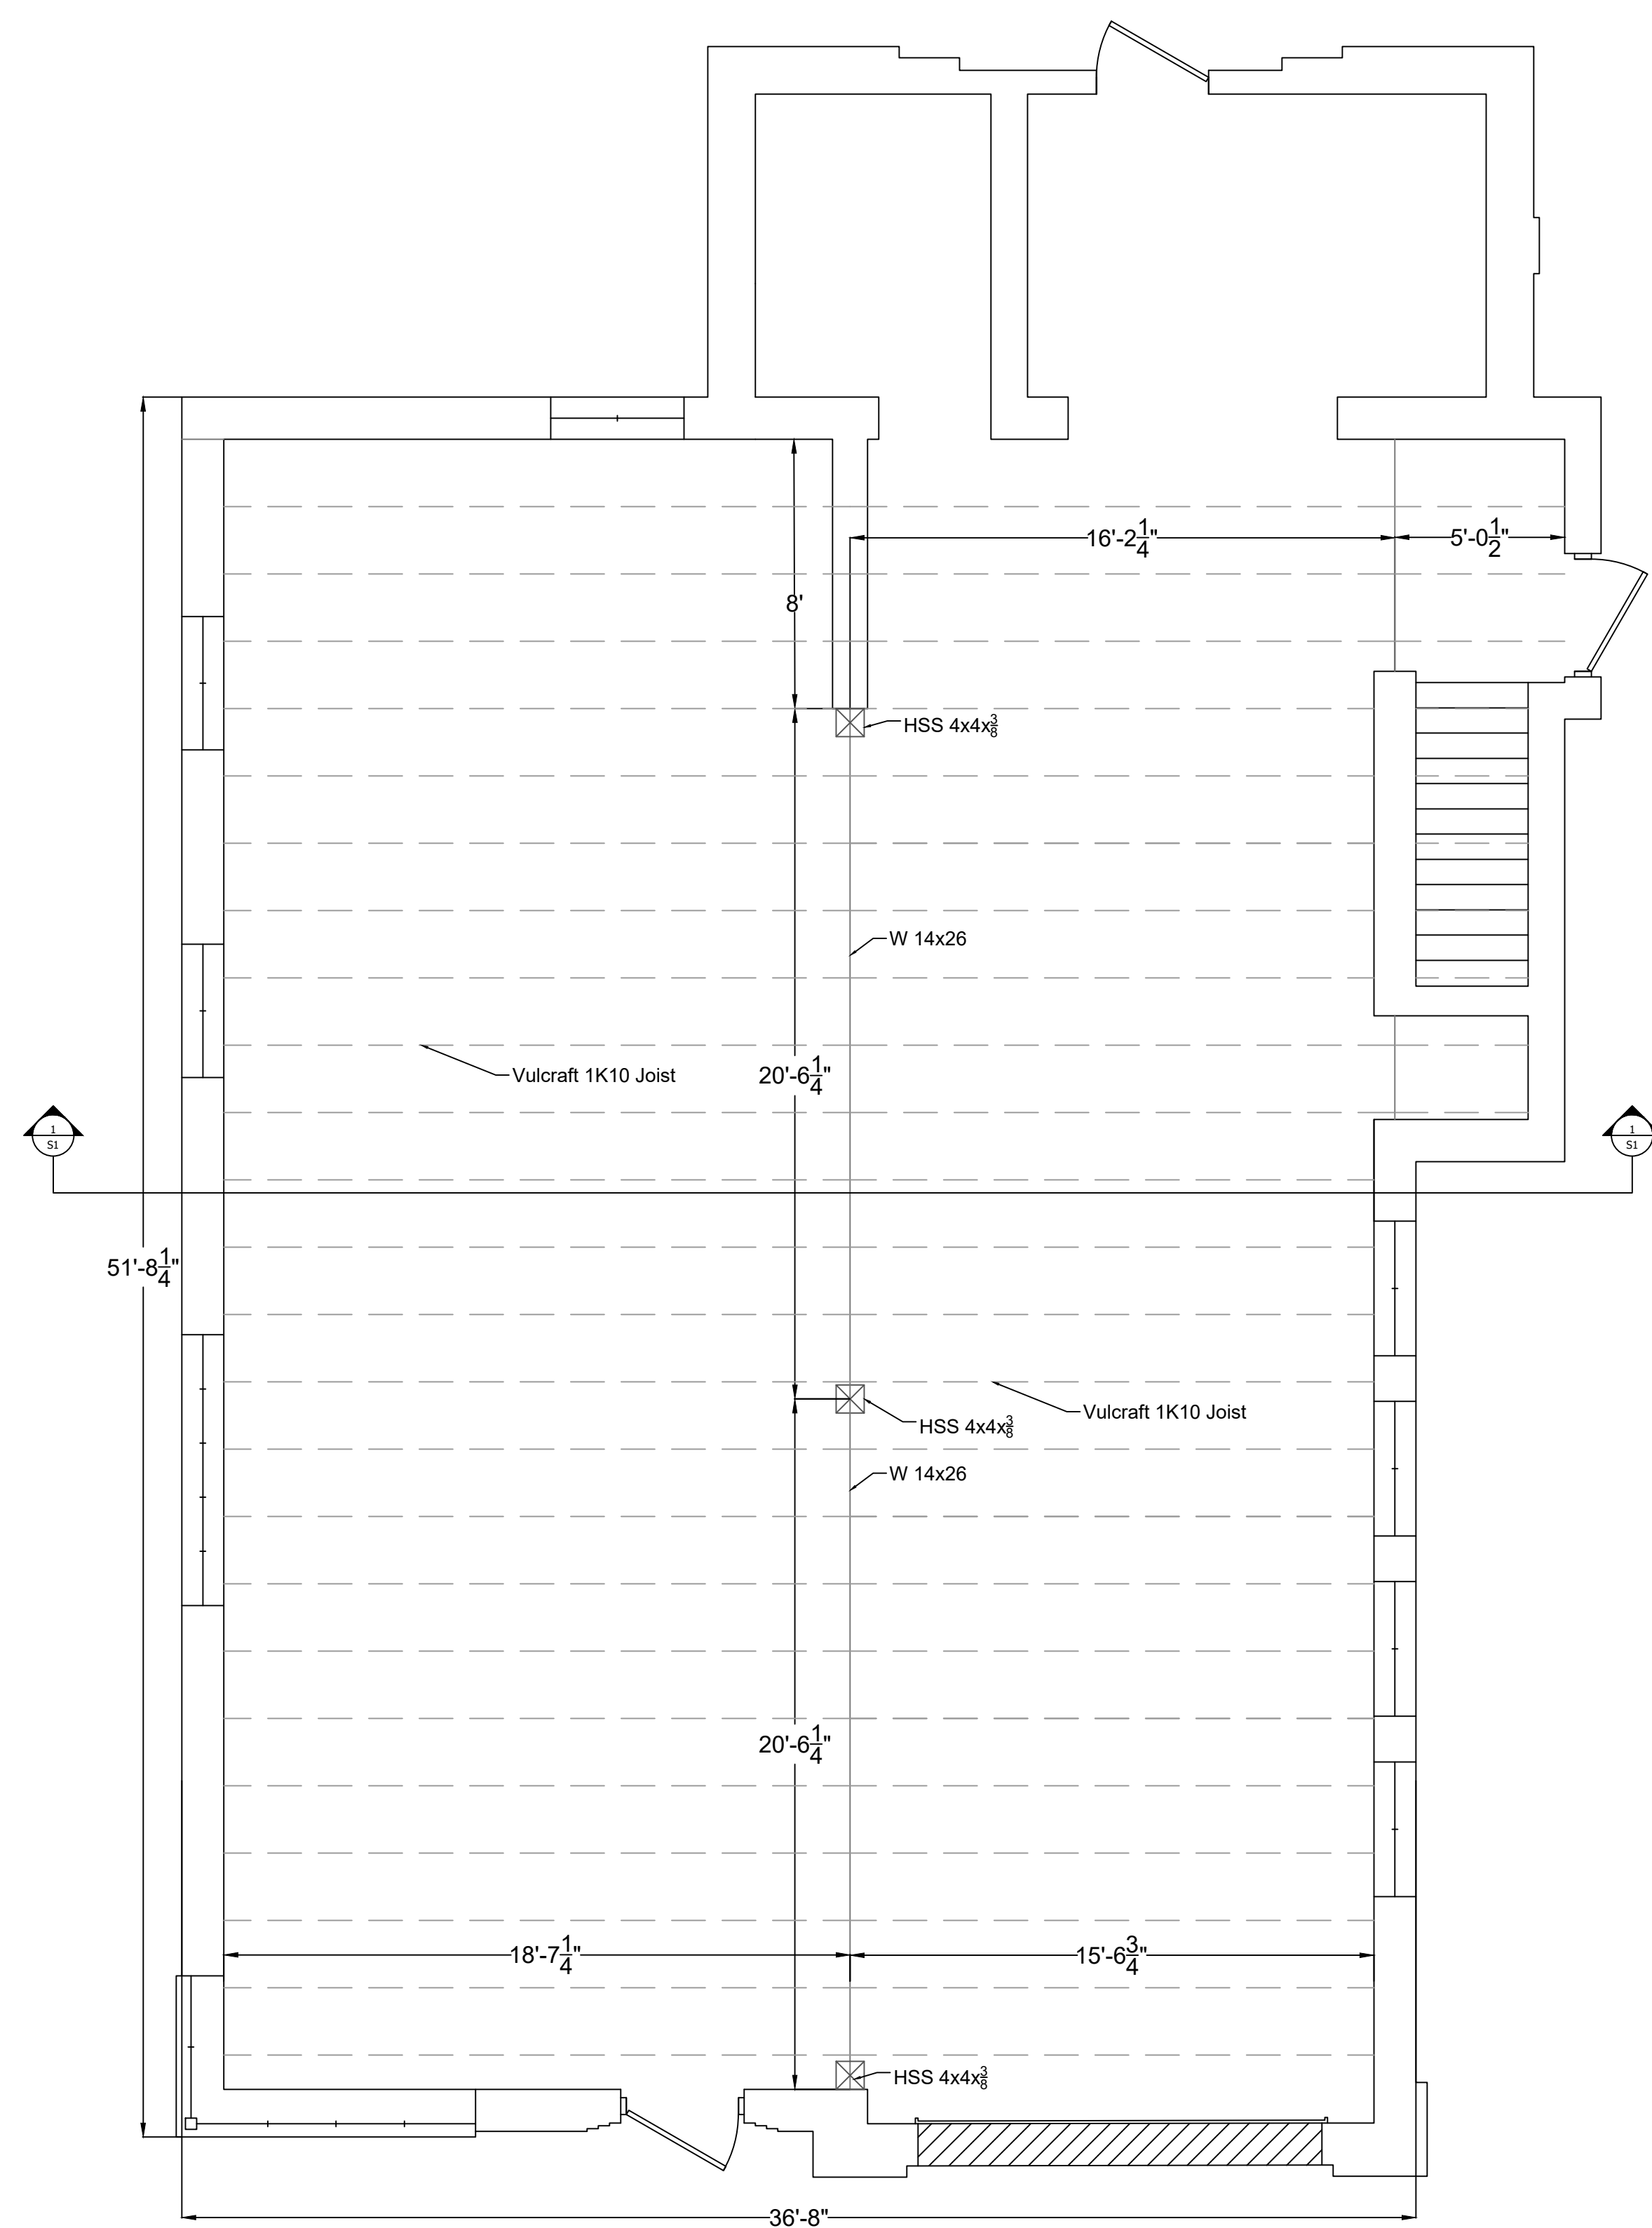 16'-2 1/4"
5'-0 1/2"
8'
HSS 4x4x3/8
W 14x26
Vulcraft 1K10 Joist
20'-6 1/4"
1
S1
1
S1
51'-8 1/4"
Vulcraft 1K10 Joist
HSS 4x4x3/8
W 14x26
20'-6 1/4"
18'-7 1/4"
15'-6 3/4"
HSS 4x4x3/8
36'-8"